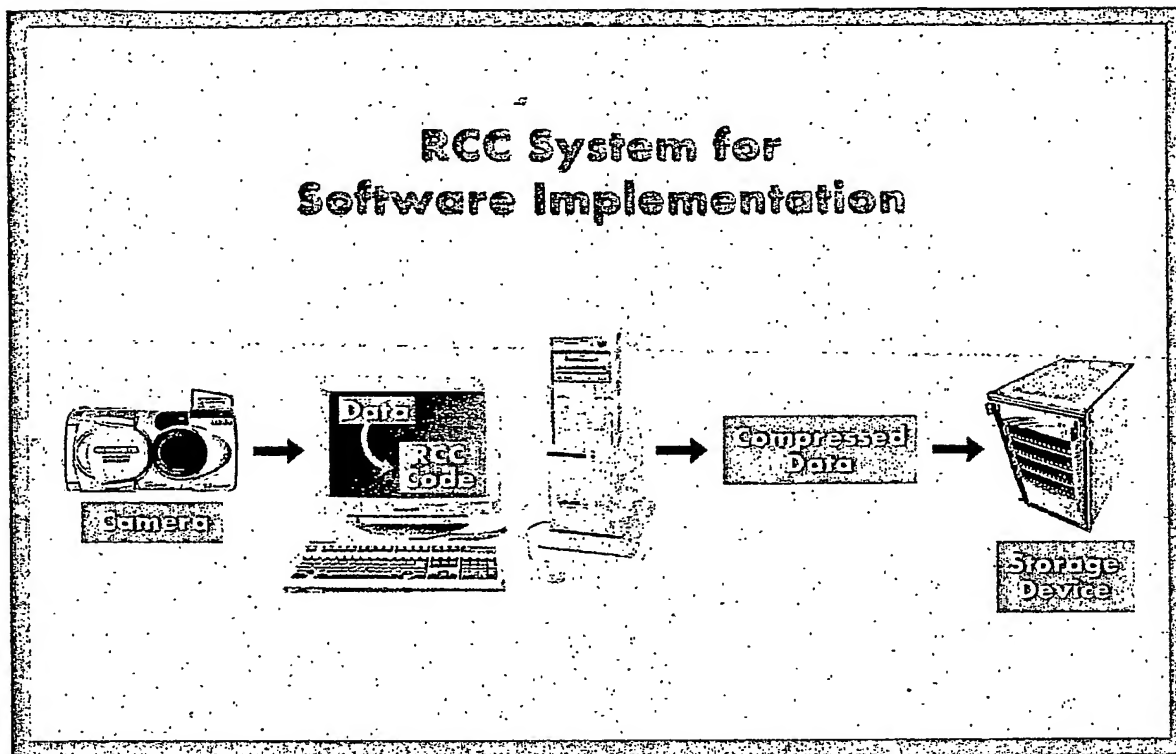 RCC System for
Software Implementation
Data
RCC
Code
Compressed
Data
Camera
Storage
Device